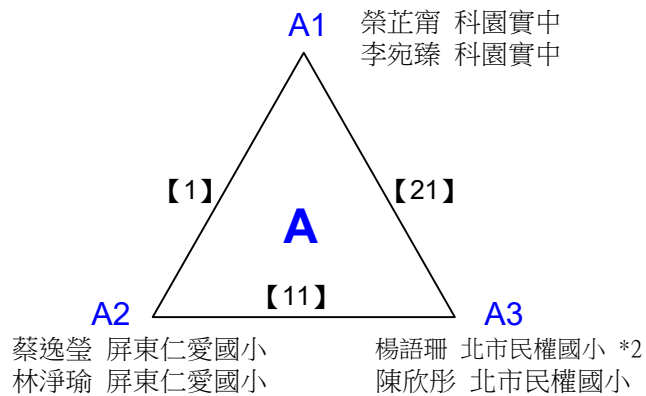 A1
榮芷甯 科園實中
李宛臻 科園實中
【1】
【21】
A
【11】
A2
A3
蔡逸瑩 屏東仁愛國小
林淨瑜 屏東仁愛國小
楊語珊 北市民權國小 *2
陳欣彤 北市民權國小